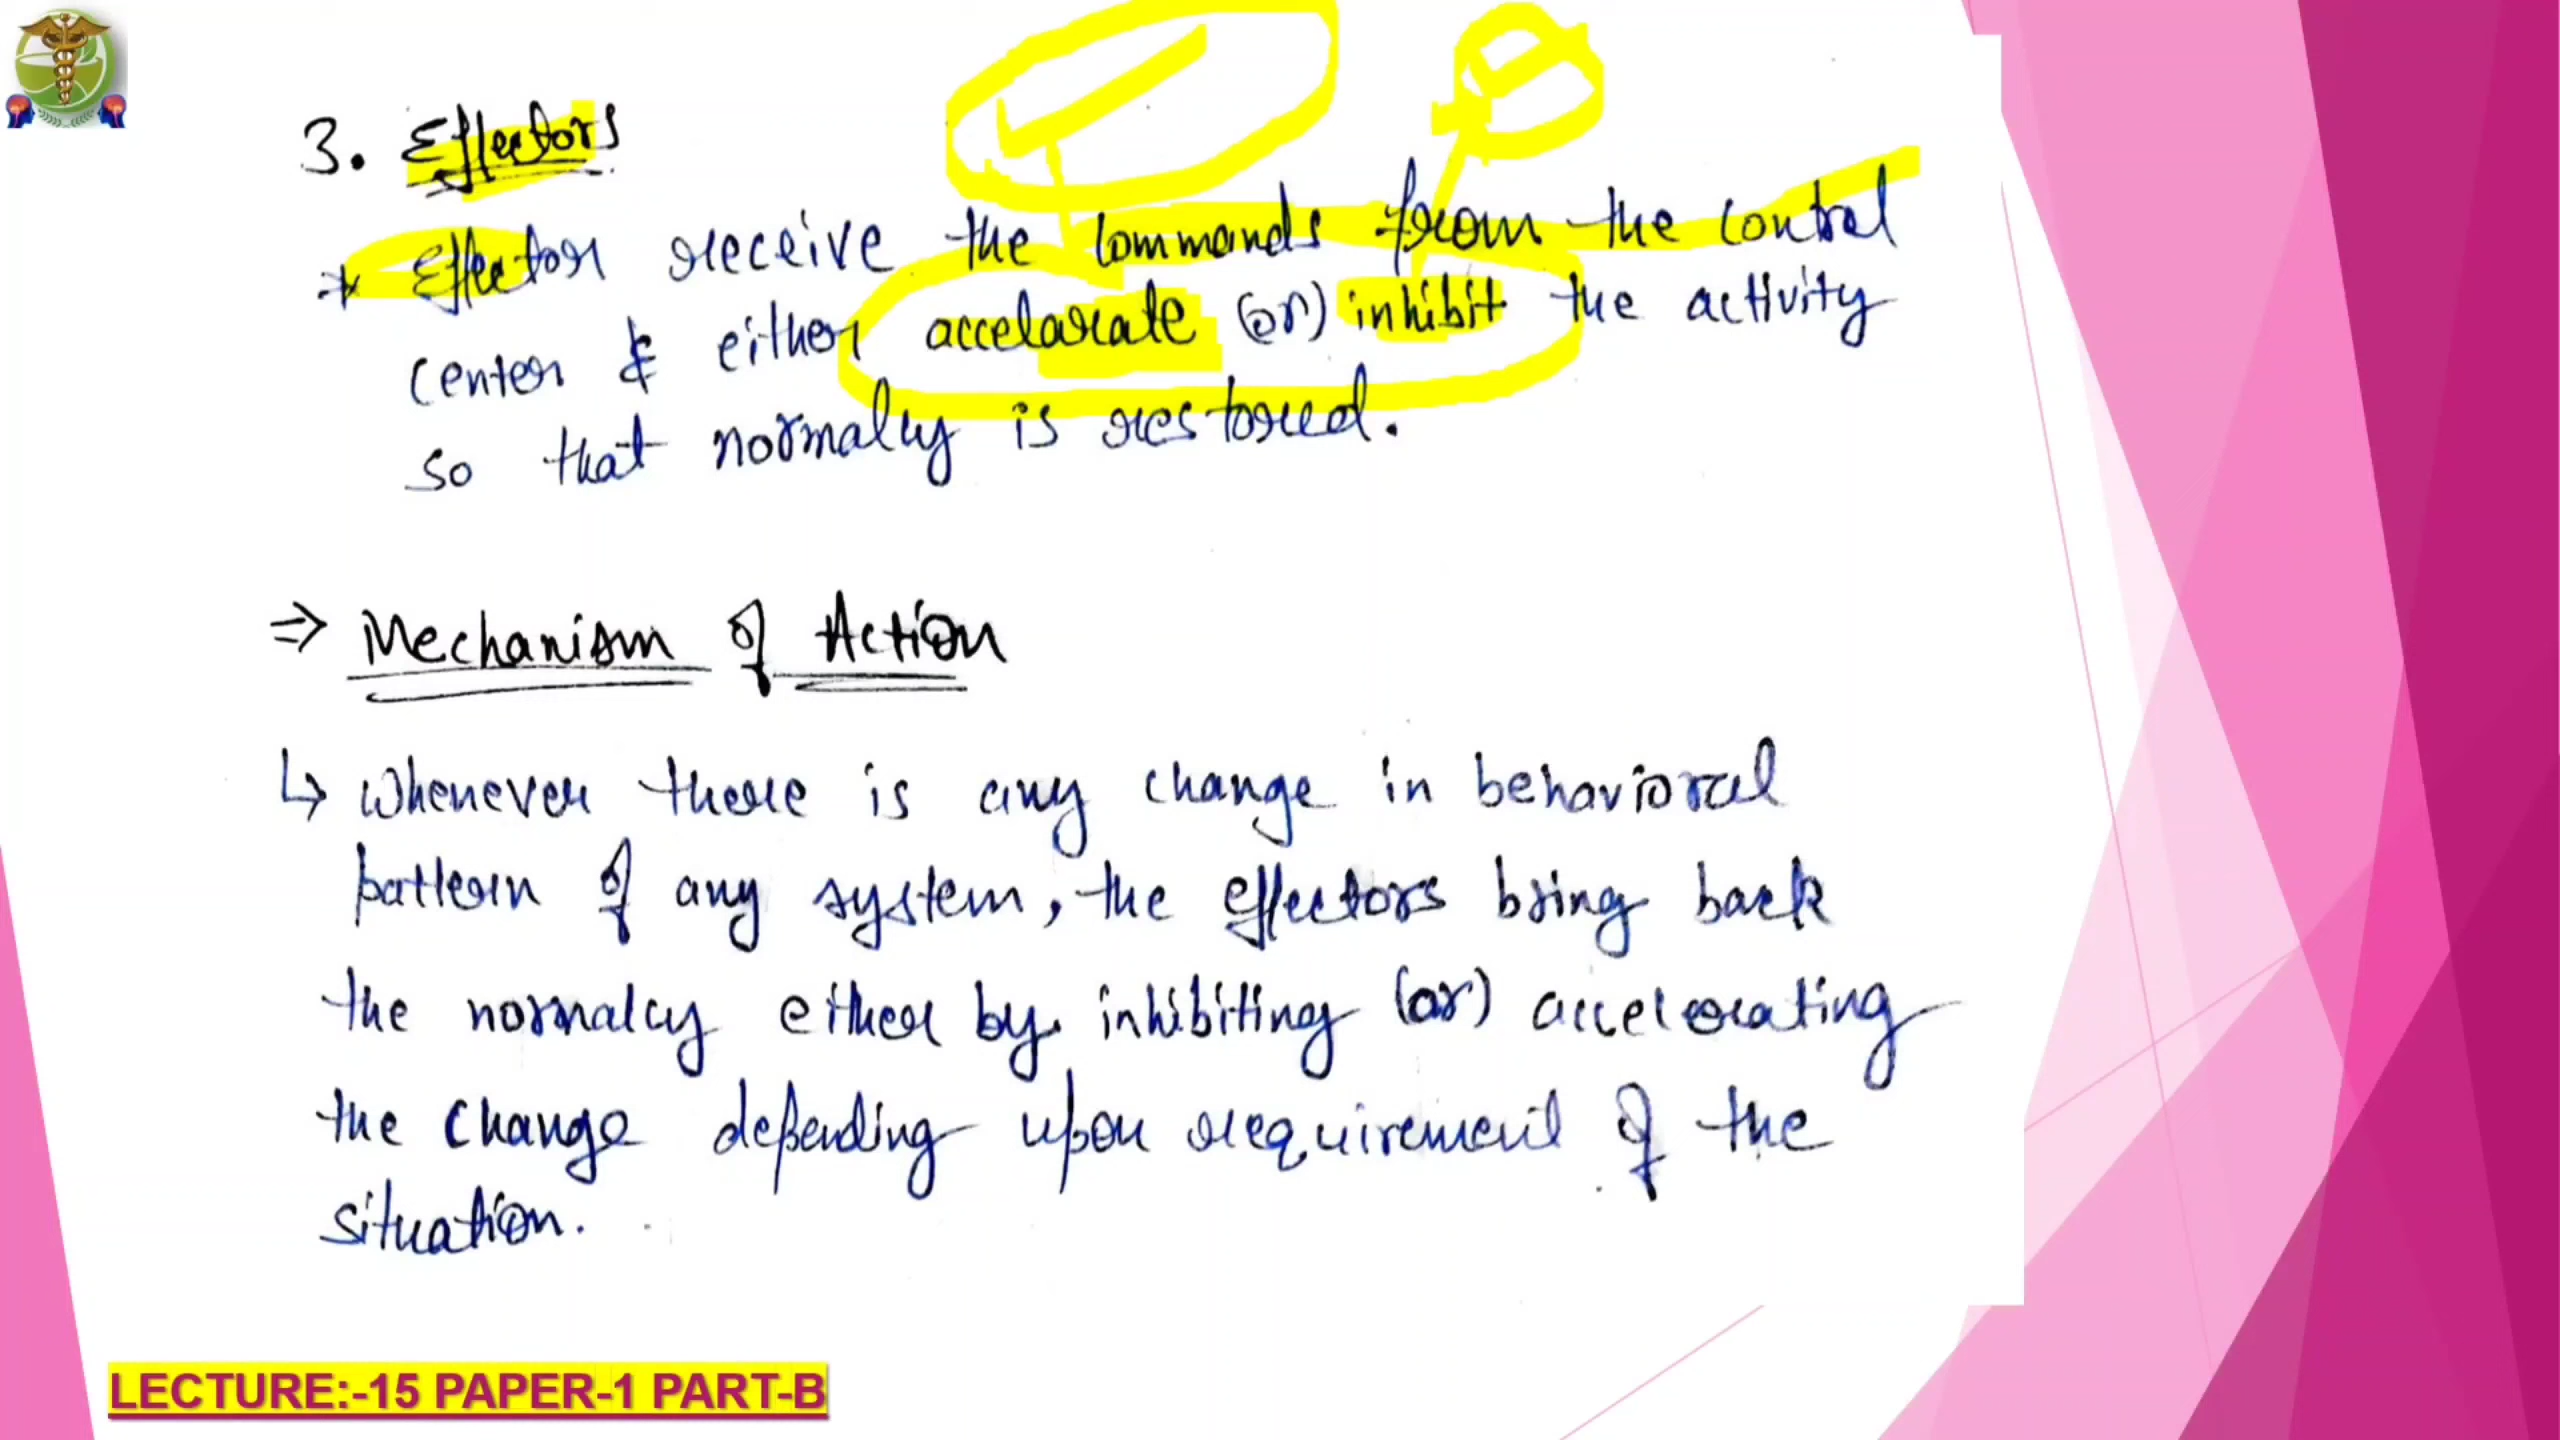 3. Effectors
* Effector receive the commands from the control
center & either accelarate (or) inhibit the activity
so that normalcy is restored.
⇒ Mechanism of Action
↳ Whenever there is any change in behavioral
pattern of any system, the effectors bring back
the normalcy either by inhibiting (or) accelerating
the change depending upon requirement of the
situation.
LECTURE:-15 PAPER-1 PART-B